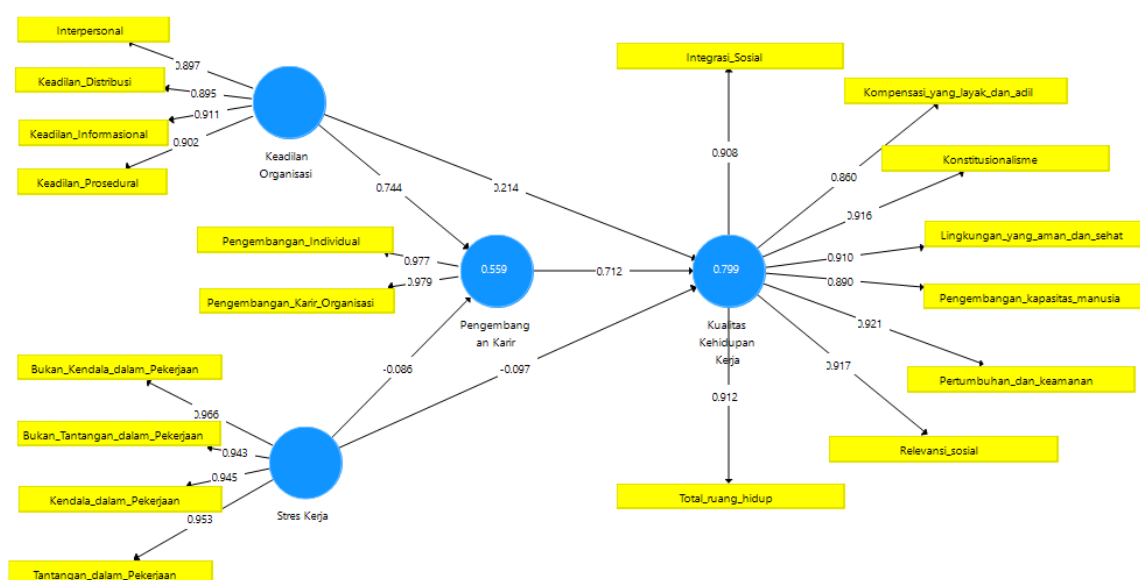 Interpersonal
0.897
Keadilan_Distribusi
0.895
0.911
Keadilan_Informasional
0.902
Keadilan_Prosedural
Keadilan
Organisasi
0.744
0.214
Pengembangan_Individual
0.977
0.979
Pengembangan_Karir_Organisasi
0.559
Pengembang
an Karir
0.712
-0.086
-0.097
Bukan_Kendala_dalam_Pekerjaan
0.966
Bukan_Tantangan_dalam_Pekerjaan
0.943
0.945
Kendala_dalam_Pekerjaan
0.953
Tantangan_dalam_Pekerjaan
Stres Kerja
Integrasi_Sosial
0.908
Kompensasi_yang_layak_dan_adil
0.860
Konstitusionalisme
0.916
Lingkungan_yang_aman_dan_sehat
0.910
0.890
Pengembangan_kapasitas_manusia
0.799
Kualitas
Kehidupan
Kerja
0.921
Pertumbuhan_dan_keamanan
0.917
Relevansi_sosial
0.912
Total_ruang_hidup